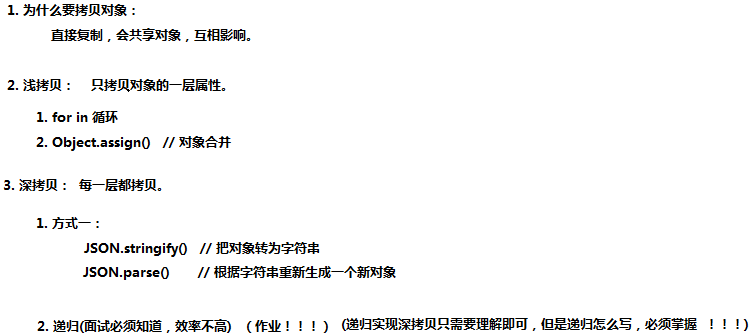 1. 为什么要拷贝对象：
直接复制，会共享对象，互相影响。
2. 浅拷贝： 只拷贝对象的一层属性。
1. for in 循环
2. Object.assign() // 对象合并
3. 深拷贝： 每一层都拷贝。
1. 方式一：
JSON.stringify() // 把对象转为字符串
JSON.parse() // 根据字符串重新生成一个新对象
2. 递归(面试必须知道，效率不高) （作业！！！）(递归实现深拷贝只需要理解即可，但是递归怎么写，必须掌握 ！！！)